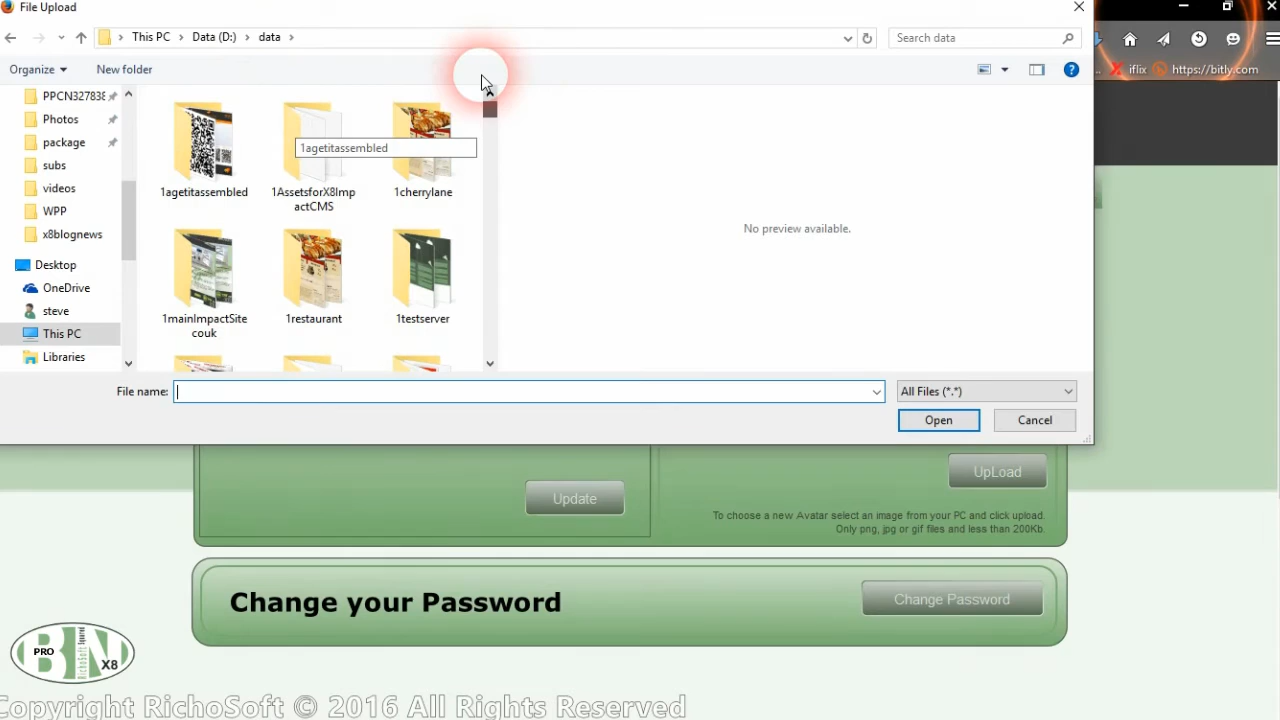 File Upload
This PC > Data (D:) > data >
Search data
Organize
New folder
iflix
https://bitly.com
PPCN327838
Photos
package
subs
videos
WPP
x8blognews
Desktop
OneDrive
steve
This PC
Libraries
1agetitassembled
1agetitassembled
1AssetsforX8Imp
actCMS
1cherrylane
1mainImpactSite
couk
1restaurant
1testserver
No preview available.
File name:
All Files (*.*)
Open
Cancel
Update
UpLoad
To choose a new Avatar select an image from your PC and click upload.
Only png, jpg or gif files and less than 200Kb.
Change your Password
Change Password
PRO
BN
X8
Copyright RichoSoft © 2016 All Rights Reserved